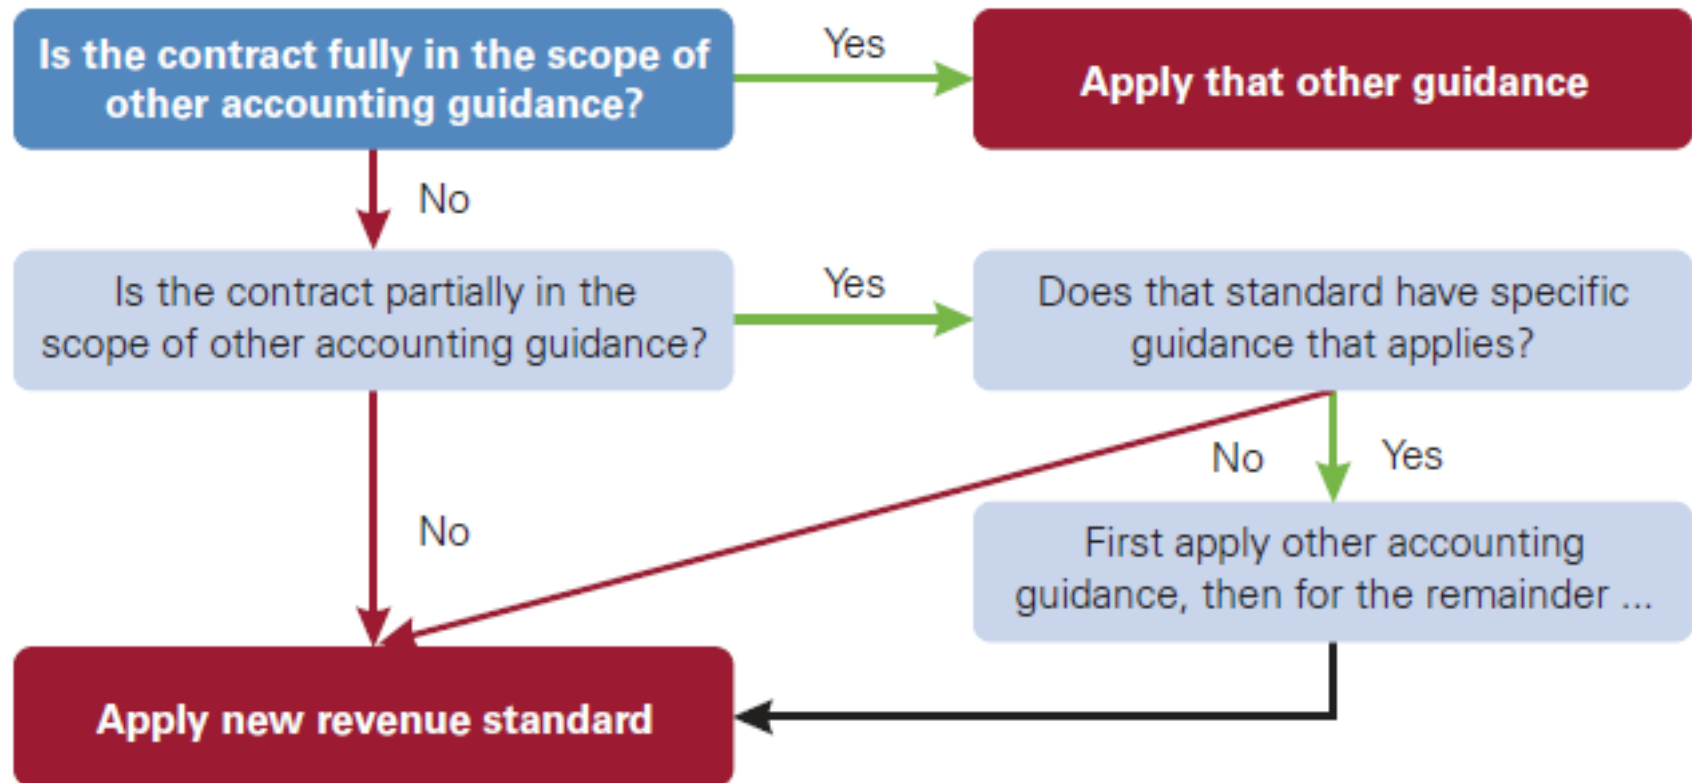 Is the contract fully in the scope of
other accounting guidance?
Yes
Apply that other guidance
No
Is the contract partially in the
scope of other accounting guidance?
Yes
Does that standard have specific
guidance that applies?
No
No
Yes
First apply other accounting
guidance, then for the remainder ...
Apply new revenue standard